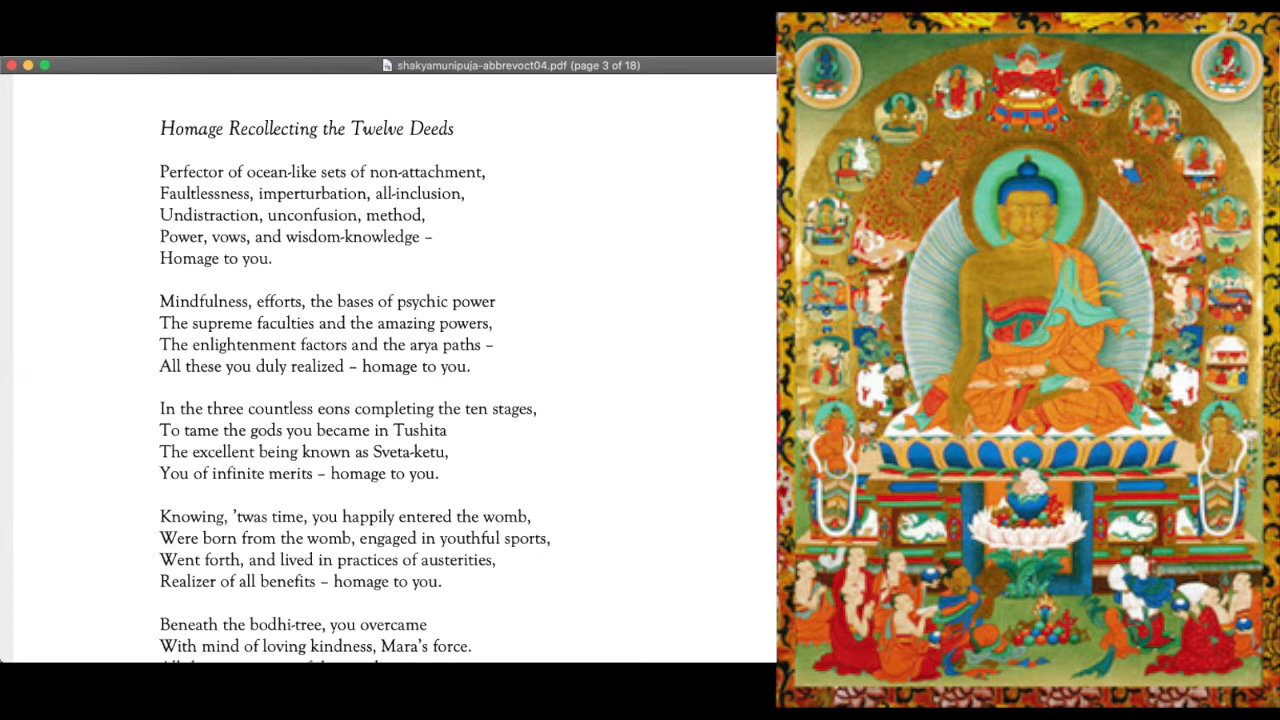 shakyamunipuja-abbrevoct04.pdf (page 3 of 18)
Homage Recollecting the Twelve Deeds
Perfector of ocean-like sets of non-attachment,
Faultlessness, imperturbation, all-inclusion,
Undistraction, unconfusion, method,
Power, vows, and wisdom-knowledge –
Homage to you.
Mindfulness, efforts, the bases of psychic power
The supreme faculties and the amazing powers,
The enlightenment factors and the arya paths –
All these you duly realized – homage to you.
In the three countless eons completing the ten stages,
To tame the gods you became in Tushita
The excellent being known as Sveta-ketu,
You of infinite merits – homage to you.
Knowing, ’twas time, you happily entered the womb,
Were born from the womb, engaged in youthful sports,
Went forth, and lived in practices of austerities,
Realizer of all benefits – homage to you.
Beneath the bodhi-tree, you overcame
With mind of loving kindness, Mara’s force.